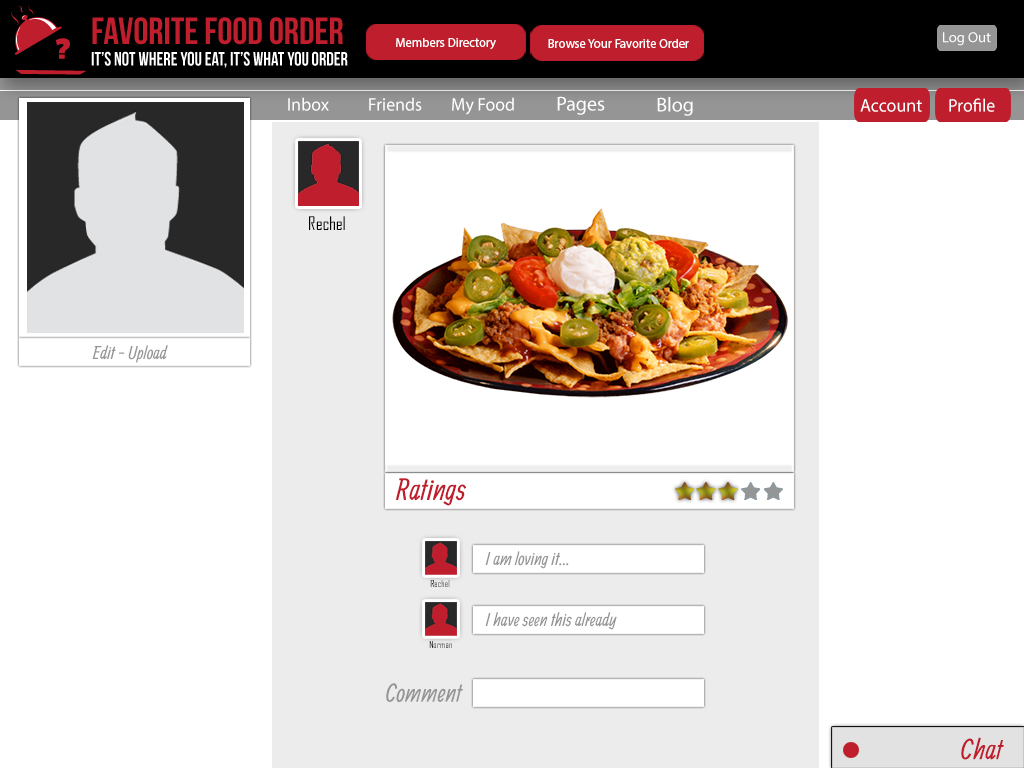 FAVORITE FOOD ORDER
IT'S NOT WHERE YOU EAT, IT'S WHAT YOU ORDER
?
Members Directory
Browse Your Favorite Order
Log Out
Inbox
Friends
My Food
Pages
Blog
Account
Profile
Edit - Upload
Rechel
Ratings
I am loving it...
Rechel
I have seen this already
Norman
Comment
Chat